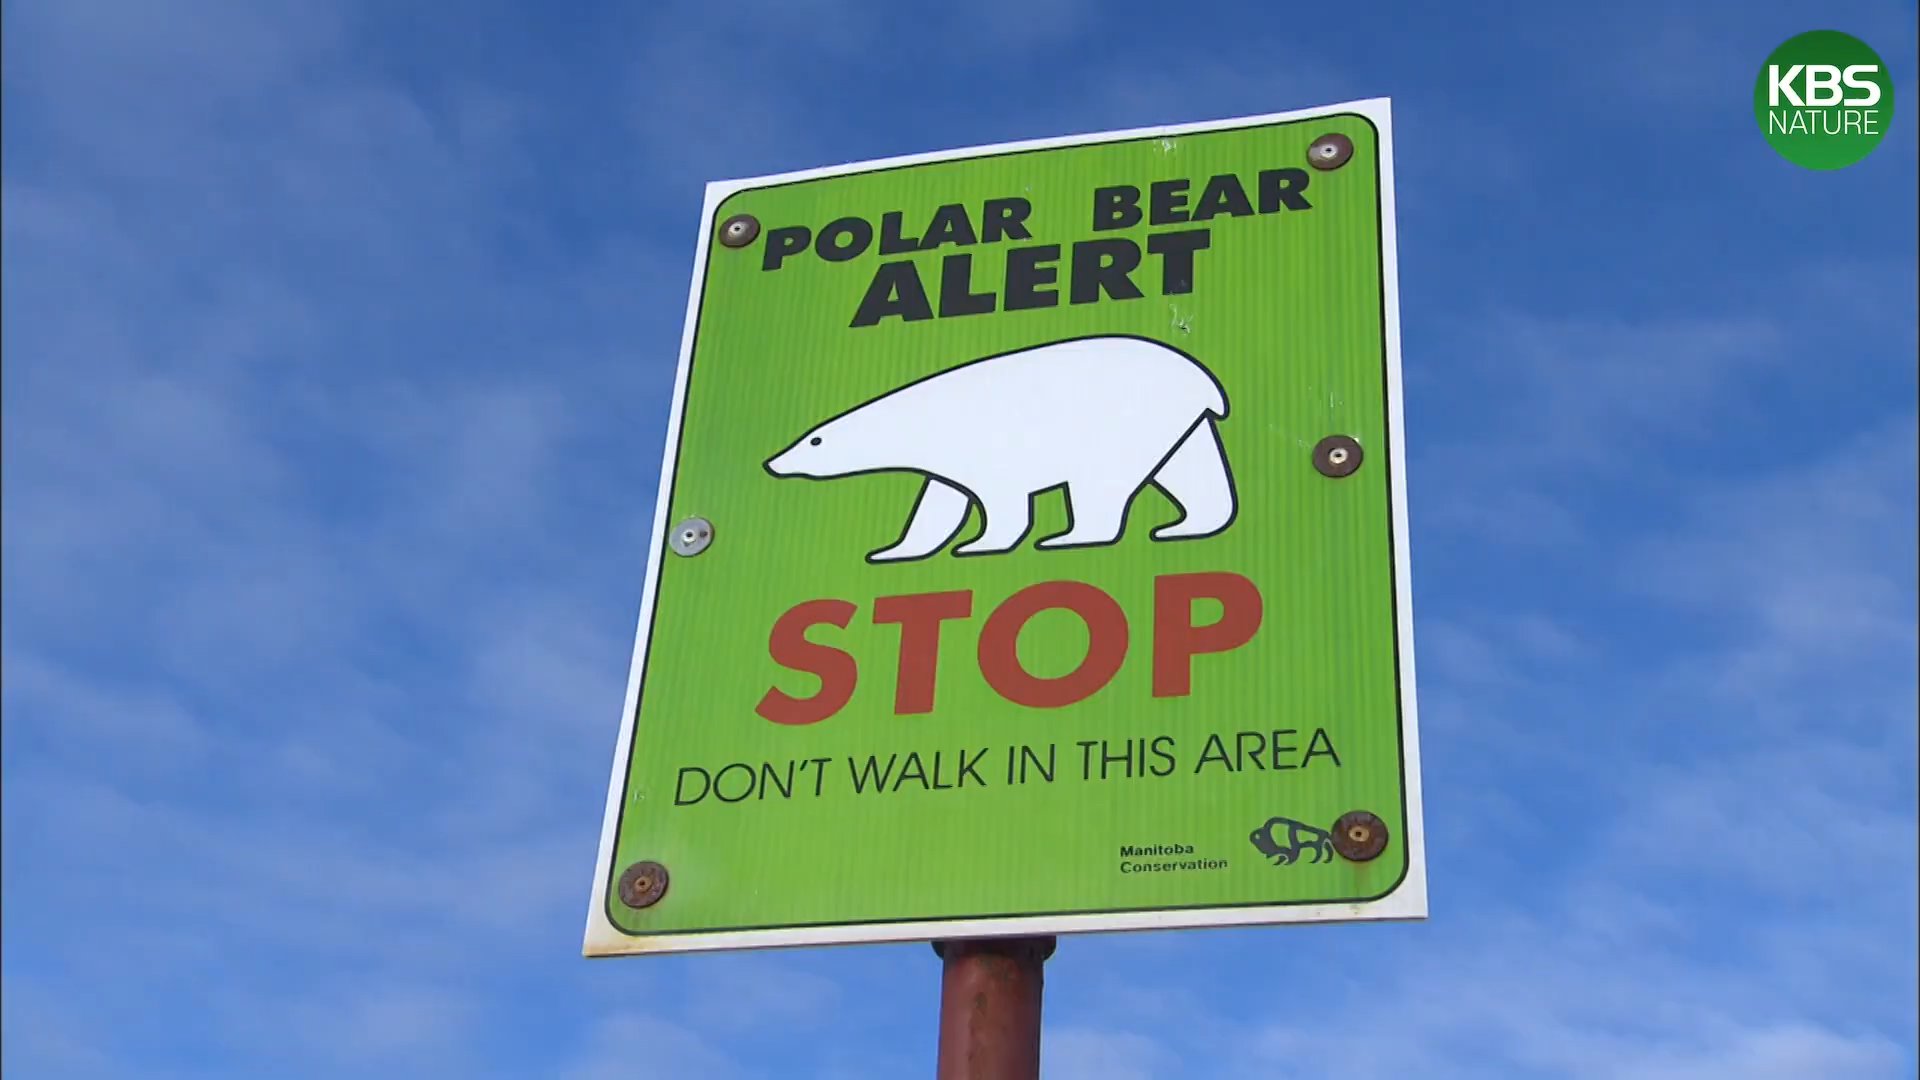 KBS
NATURE
POLAR BEAR
ALERT
STOP
DON'T WALK IN THIS AREA
Manitoba
Conservation